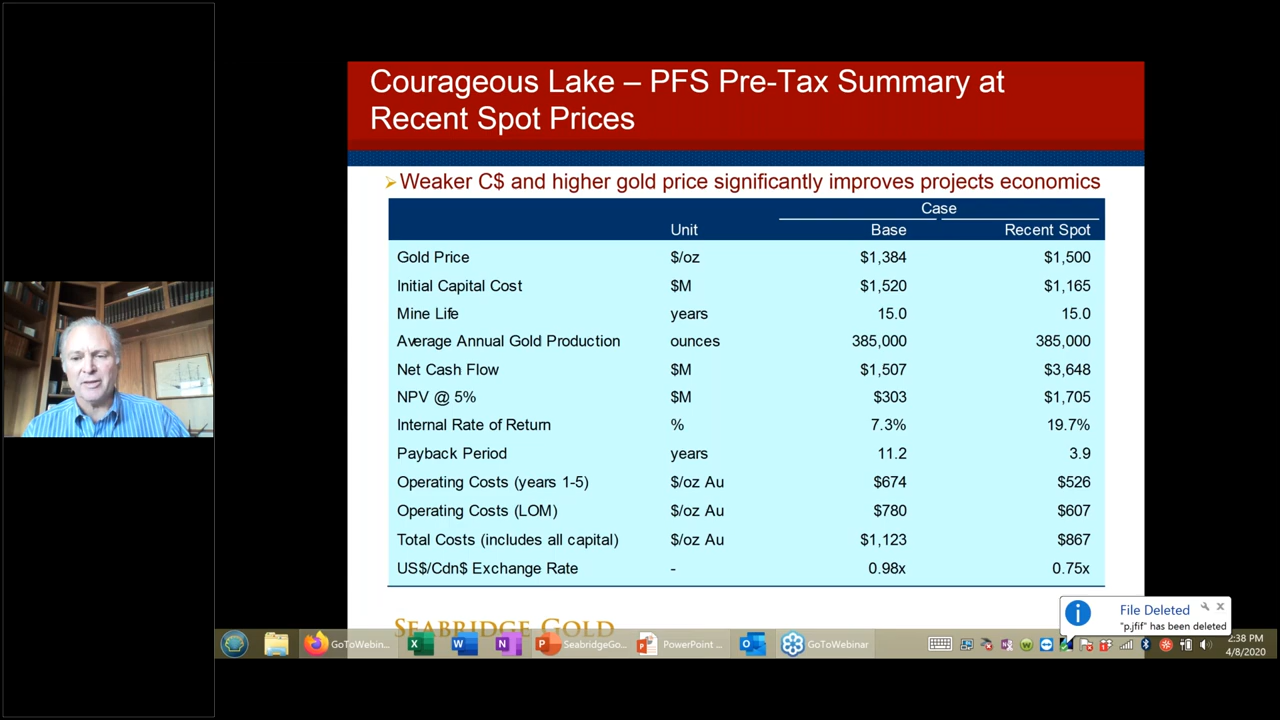 Courageous Lake – PFS Pre-Tax Summary at
Recent Spot Prices
Weaker C$ and higher gold price significantly improves projects economics
Case
Unit Base Recent Spot
Gold Price $/oz $1,384 $1,500
Initial Capital Cost $M $1,520 $1,165
Mine Life years 15.0 15.0
Average Annual Gold Production ounces 385,000 385,000
Net Cash Flow $M $1,507 $3,648
NPV @ 5% $M $303 $1,705
Internal Rate of Return % 7.3% 19.7%
Payback Period years 11.2 3.9
Operating Costs (years 1-5) $/oz Au $674 $526
Operating Costs (LOM) $/oz Au $780 $607
Total Costs (includes all capital) $/oz Au $1,123 $867
US$/Cdn$ Exchange Rate - 0.98x 0.75x
File Deleted
"p.jfif" has been deleted
SEABRIDGE GOLD
GoToWebin... SeabridgeGo... PowerPoint ... GoToWebinar
2:38 PM
4/8/2020